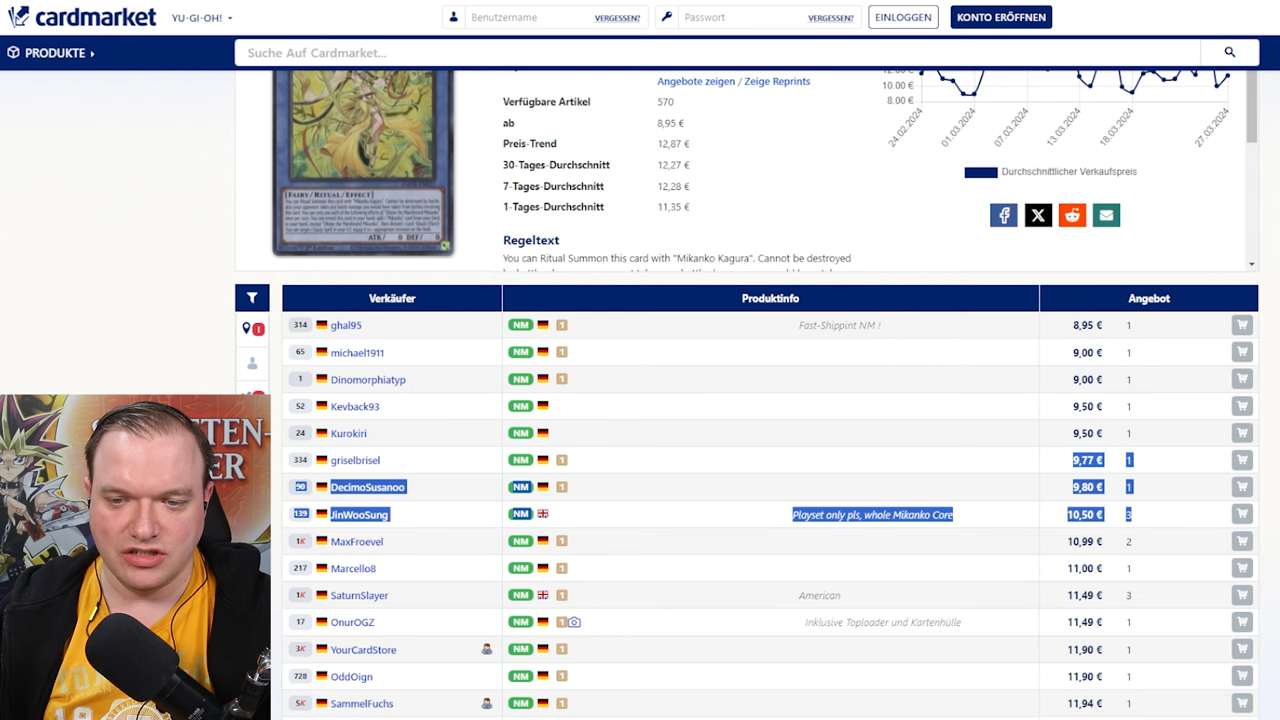 cardmarket YU-GI-OH! Benutzername VERGESSEN? Passwort VERGESSEN? EINLOGGEN KONTO ERÖFFNEN
PRODUKTE Suche Auf Cardmarket...
Angebote zeigen / Zeige Reprints
Verfügbare Artikel 570
ab 8,95 €
Preis-Trend 12,87 €
30-Tages-Durchschnitt 12,27 €
7-Tages-Durchschnitt 12,28 €
1-Tages-Durchschnitt 11,35 €
12.00 €
10.00 €
8.00 €
24.02.2024 01.03.2024 07.03.2024 13.03.2024 18.03.2024 27.03.2024
Durchschnittlicher Verkaufspreis
Regeltext
You can Ritual Summon this card with "Mikanko Kagura". Cannot be destroyed
[FAIRY/RITUAL/EFFECT]
ATK/ 0 DEF/ 0
Verkäufer Produktinfo Angebot
314 ghal95 NM 1 Fast-Shippint NM ! 8,95 € 1
65 michael1911 NM 1 9,00 € 1
1 Dinomorphiatyp NM 1 9,00 € 1
52 Kevback93 NM 9,50 € 1
24 Kurokiri NM 9,50 € 1
334 griselbrisel NM 1 9,77 € 1
90 DecimoSusanoo NM 1 9,80 € 1
139 JinWooSung NM Playset only pls, whole Mikanko Core 10,50 € 3
1K MaxFroevel NM 1 10,99 € 2
217 Marcello8 NM 1 11,00 € 1
1K SaturnSlayer NM 1 American 11,49 € 3
17 OnurOGZ NM 1 Inklusive Toploader und Kartenhülle 11,49 € 1
3K YourCardStore NM 1 11,90 € 1
728 OddOign NM 1 11,90 € 1
5K SammelFuchs NM 1 11,94 € 1